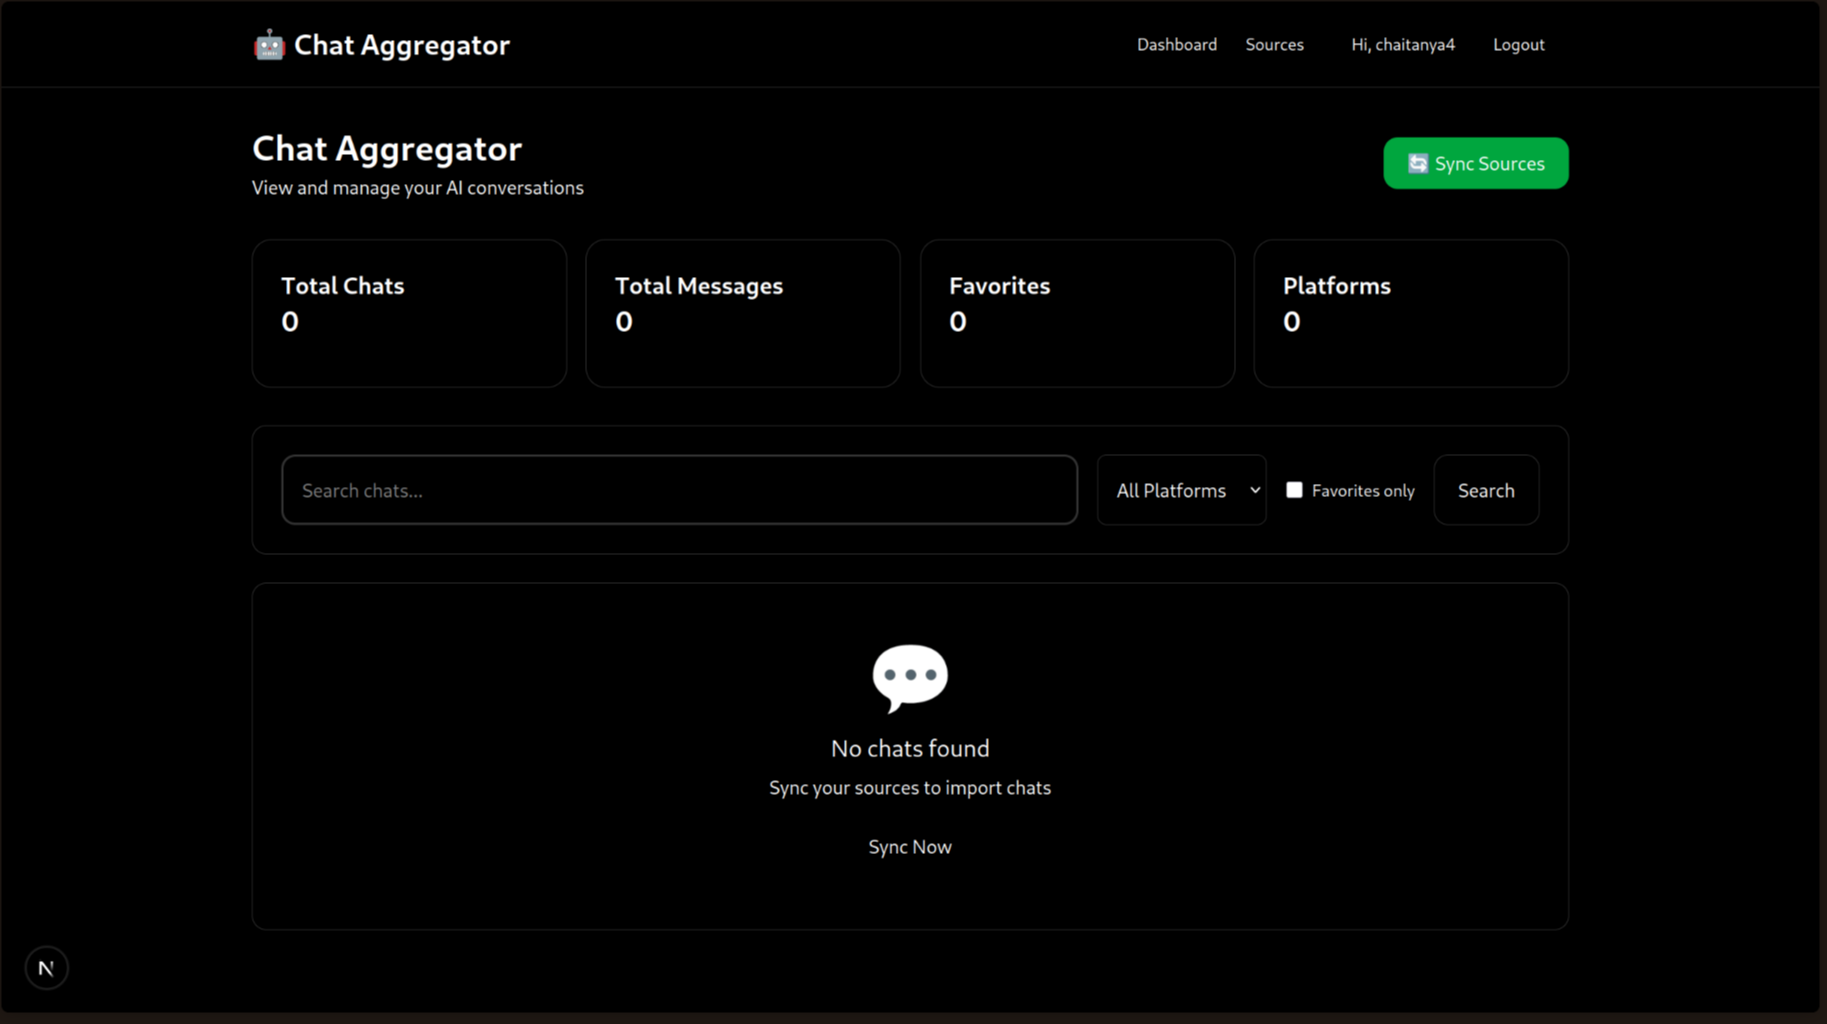 Chat Aggregator
Dashboard Sources Hi, chaitanya4 Logout
Chat Aggregator
View and manage your AI conversations
Sync Sources
Total Chats
0
Total Messages
0
Favorites
0
Platforms
0
Search chats...
All Platforms
Favorites only
Search
No chats found
Sync your sources to import chats
Sync Now
N